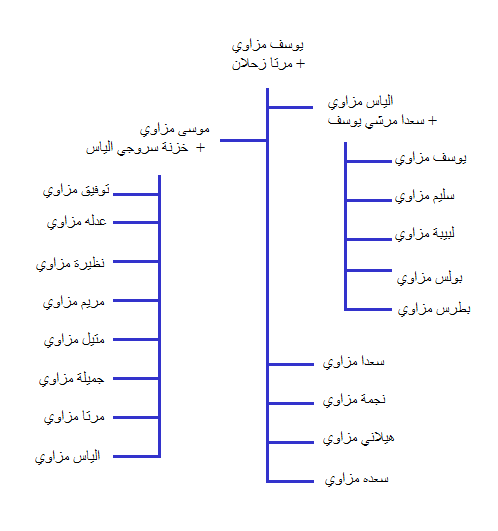 يوسف مزاوي
+ مرتا زحلان
الياس مزاوي
+ سعدا مرشي يوسف
موسى مزاوي
+ خزنة سروجي الياس
يوسف مزاوي
سليم مزاوي
لبيبة مزاوي
بولس مزاوي
بطرس مزاوي
توفيق مزاوي
عدله مزاوي
نظيرة مزاوي
مريم مزاوي
متيل مزاوي
جميلة مزاوي
مرتا مزاوي
الياس مزاوي
سعدا مزاوي
نجمة مزاوي
هيلاني مزاوي
سعده مزاوي